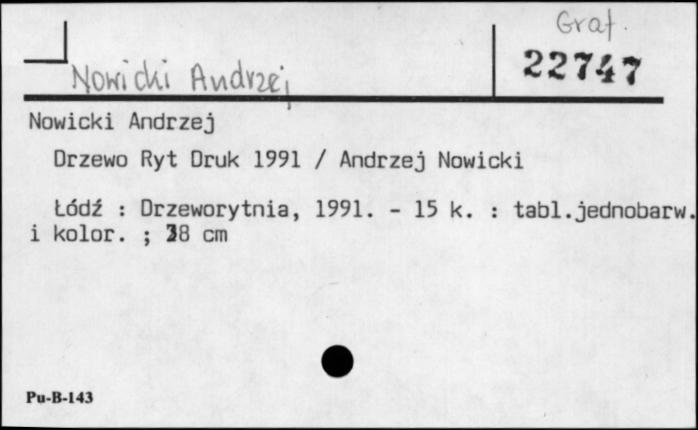 Graf.
22747
Nowicki Andrzej
Nowicki Andrzej
Drzewo Ryt Druk 1991 / Andrzej Nowicki
Łódź : Drzeworytnia, 1991. - 15 k. : tabl.jednobarw.
i kolor. ; 38 cm
Pu-B-143